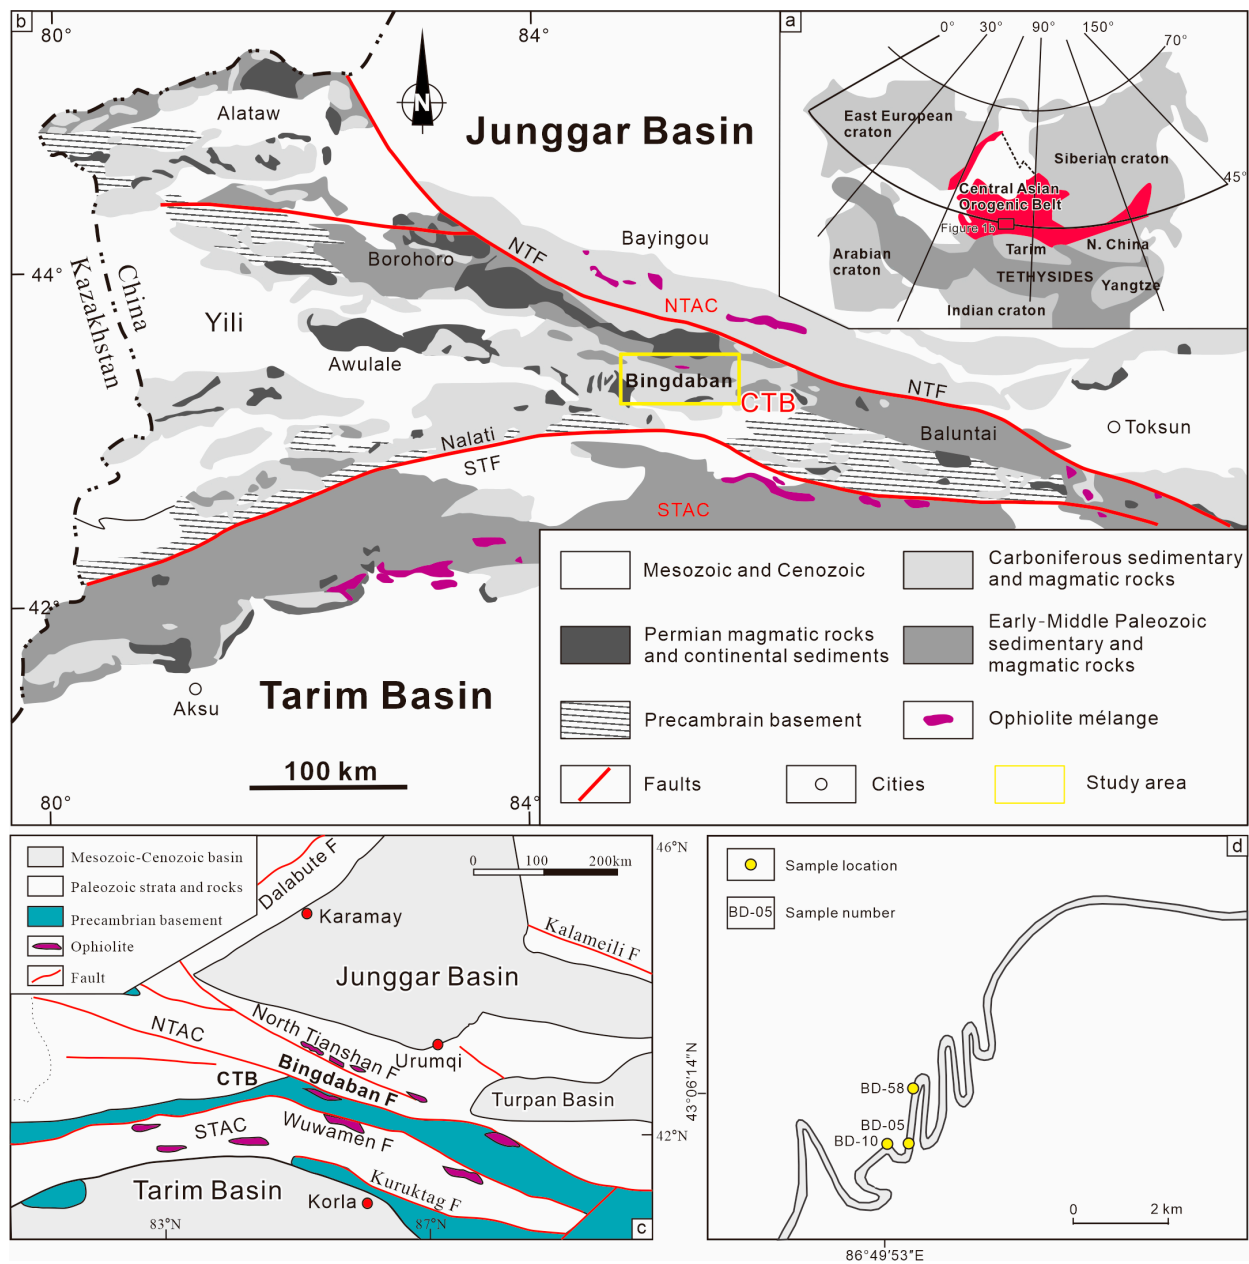 b
80°
84°
N
Alataw
Junggar Basin
Bayingou
NTF
Borohoro
44°
China
Kazakhstan
NTAC
Yili
Awulale
Bingdaban
CTB
NTF
Nalati
STF
Baluntai
Toksun
STAC
42°
Aksu
Tarim Basin
100 km
80°
84°
Mesozoic and Cenozoic
Carboniferous sedimentary
and magmatic rocks
Permian magmatic rocks
and continental sediments
Early-Middle Paleozoic
sedimentary and
magmatic rocks
Precambrain basement
Ophiolite mélange
Faults
Cities
Study area
a
0°
30°
90°
150°
70°
45°
East European
craton
Siberian craton
Central Asian
Orogenic Belt
Figure 1b
Arabian
craton
Tarim
N. China
TETHYSIDES
Yangtze
Indian craton
Mesozoic-Cenozoic basin
Paleozoic strata and rocks
Precambrian basement
Ophiolite
Fault
Dalabute F
0 100 200km
46°N
Karamay
Kalameili F
Junggar Basin
NTAC
North Tianshan F
Urumqi
Bingdaban F
CTB
Turpan Basin
STAC
Wuwamen F
42°N
Tarim Basin
Kuruktag F
Korla
83°N
87°N
c
d
Sample location
BD-05
Sample number
43°06′14″N
BD-58
BD-05
BD-10
0 2 km
86°49′53″E